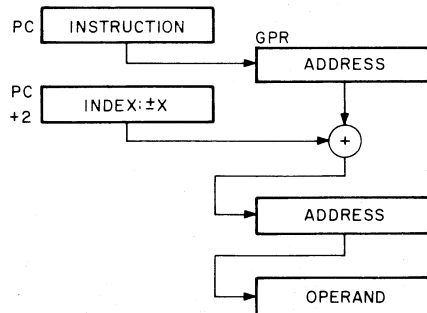 PC INSTRUCTION
GPR
ADDRESS
PC
+2
INDEX: ±X
+
ADDRESS
OPERAND